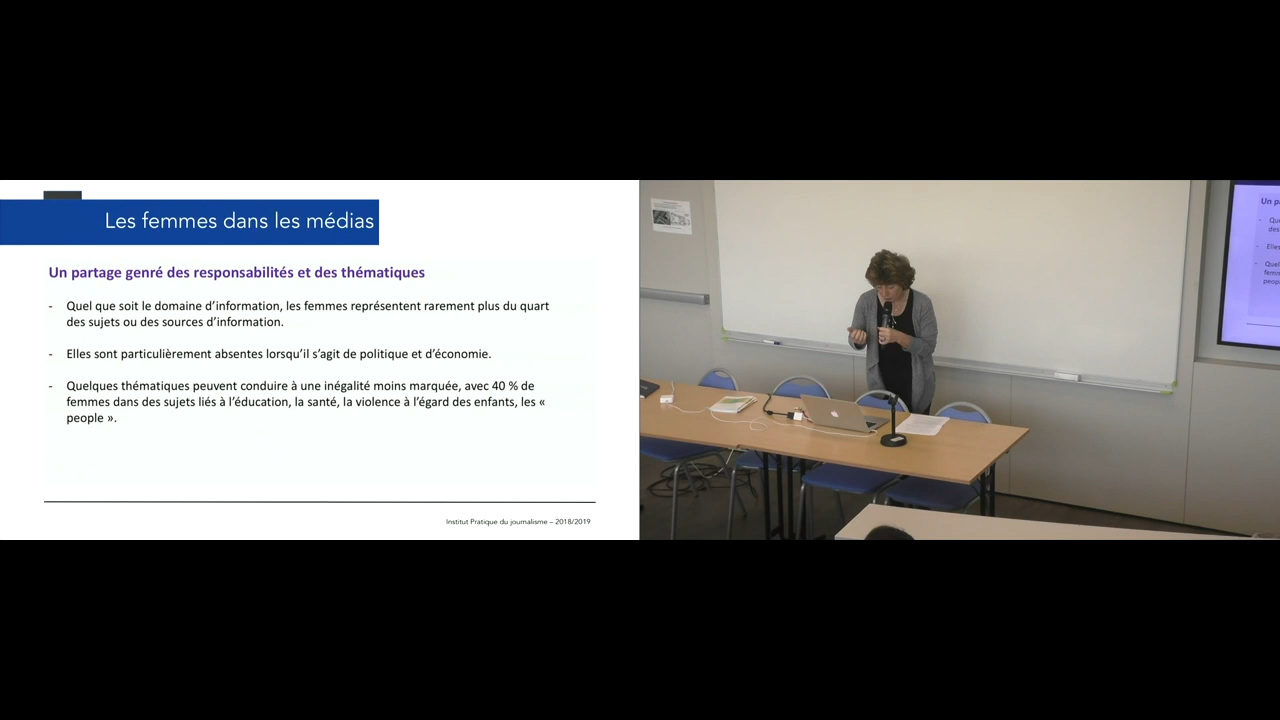 Les femmes dans les médias
Un partage genré des responsabilités et des thématiques
- Quel que soit le domaine d’information, les femmes représentent rarement plus du quart
des sujets ou des sources d’information.
- Elles sont particulièrement absentes lorsqu’il s’agit de politique et d’économie.
- Quelques thématiques peuvent conduire à une inégalité moins marquée, avec 40 % de
femmes dans des sujets liés à l’éducation, la santé, la violence à l’égard des enfants, les «
people ».
Institut Pratique du journalisme – 2018/2019